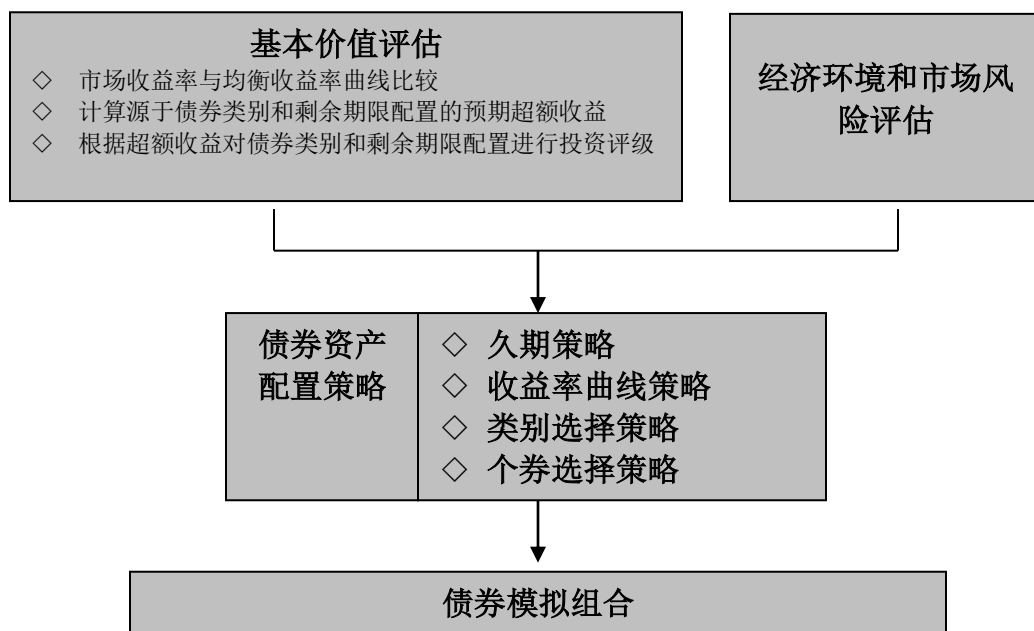 基本价值评估
◇ 市场收益率与均衡收益率曲线比较
◇ 计算源于债券类别和剩余期限配置的预期超额收益
◇ 根据超额收益对债券类别和剩余期限配置进行投资评级
经济环境和市场风
险评估
债券资产
配置策略
◇ 久期策略
◇ 收益率曲线策略
◇ 类别选择策略
◇ 个券选择策略
债券模拟组合